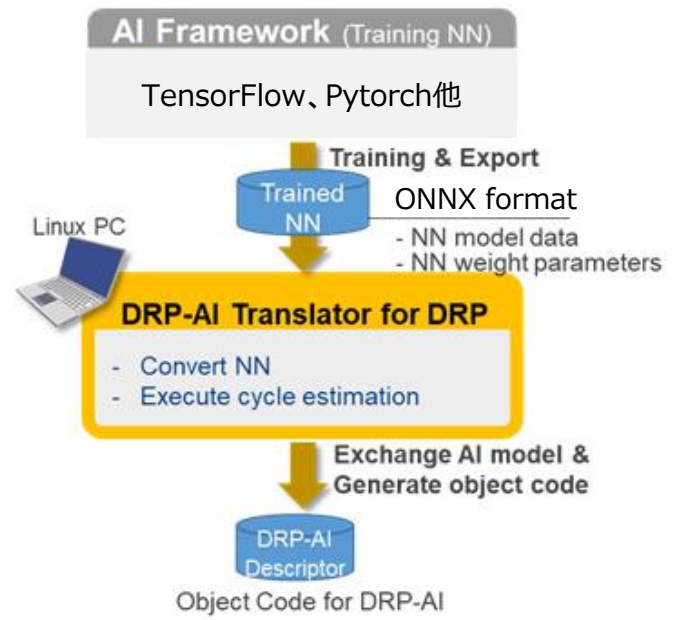 AI Framework (Training NN)
TensorFlow、Pytorch他
Training & Export
Trained
NN
ONNX format
- NN model data
- NN weight parameters
Linux PC
DRP-AI Translator for DRP
- Convert NN
- Execute cycle estimation
Exchange AI model &
Generate object code
DRP-AI
Descriptor
Object Code for DRP-AI